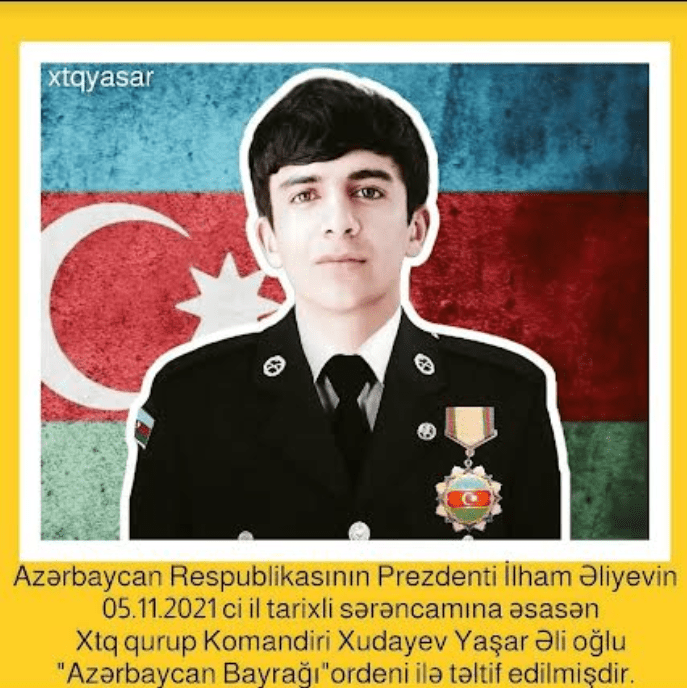 xtqyasar
Azərbaycan Respublikasının Prezdenti İlham Əliyevin
05.11.2021 ci il tarixli sərəncamına əsasən
Xtq qurup Komandiri Xudayev Yaşar Əli oğlu
"Azərbaycan Bayrağı"ordeni ilə təltif edilmişdir.